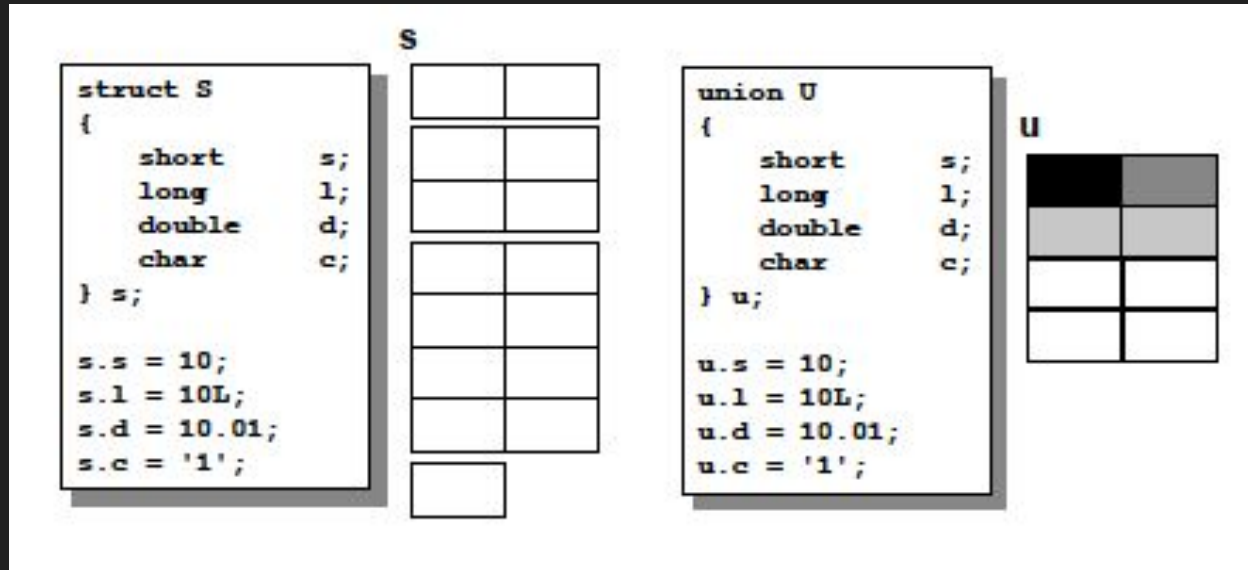 s
struct S
{
short s;
long l;
double d;
char c;
} s;
s.s = 10;
s.l = 10L;
s.d = 10.01;
s.c = '1';
u
union U
{
short s;
long l;
double d;
char c;
} u;
u.s = 10;
u.l = 10L;
u.d = 10.01;
u.c = '1';